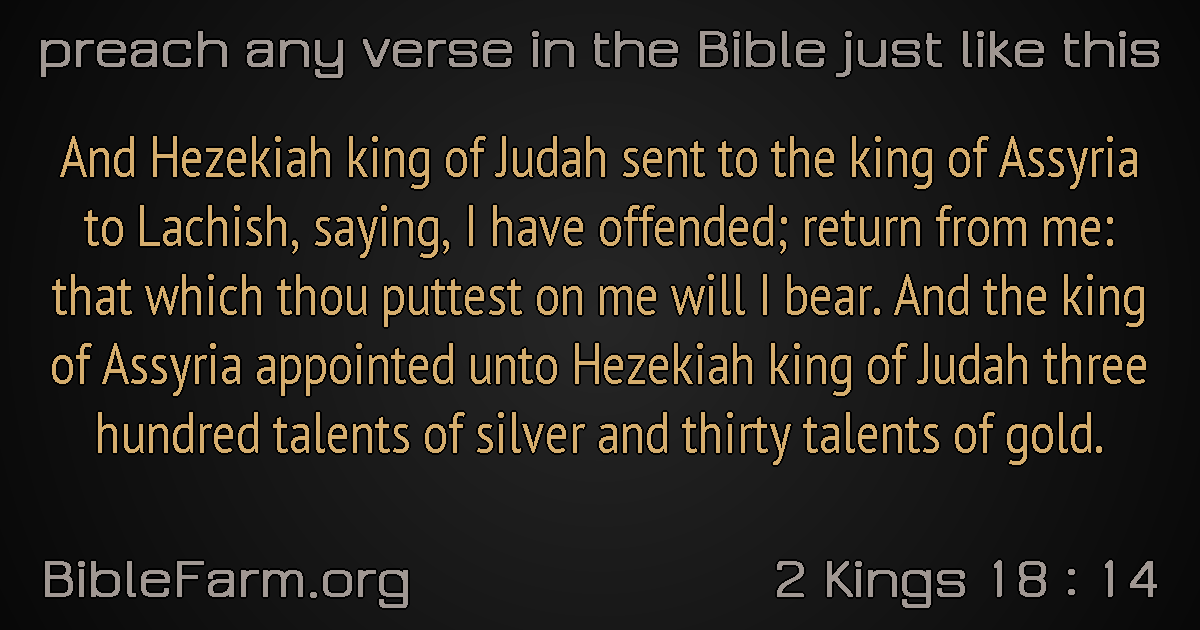 preach any verse in the Bible just like this
And Hezekiah king of Judah sent to the king of Assyria
to Lachish, saying, I have offended; return from me:
that which thou puttest on me will I bear. And the king
of Assyria appointed unto Hezekiah king of Judah three
hundred talents of silver and thirty talents of gold.
BibleFarm.org
2 Kings 18 : 14